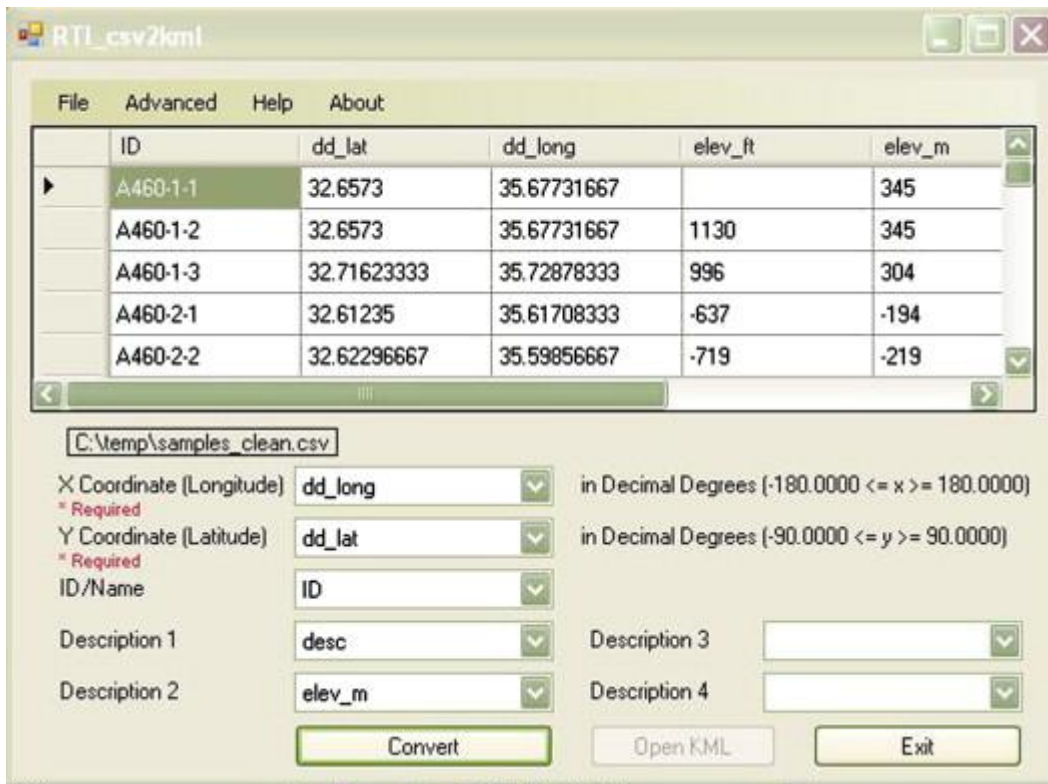 RTI_csv2kml
File Advanced Help About
ID dd_lat dd_long elev_ft elev_m
A460-1-1 32.6573 35.67731667 345
A460-1-2 32.6573 35.67731667 1130 345
A460-1-3 32.71623333 35.72878333 996 304
A460-2-1 32.61235 35.61708333 -637 -194
A460-2-2 32.62296667 35.59856667 -719 -219
C:\temp\samples_clean.csv
X Coordinate (Longitude) dd_long in Decimal Degrees (-180.0000 <= x >= 180.0000)
* Required
Y Coordinate (Latitude) dd_lat in Decimal Degrees (-90.0000 <= y >= 90.0000)
* Required
ID/Name ID
Description 1 desc Description 3
Description 2 elev_m Description 4
Convert Open KML Exit